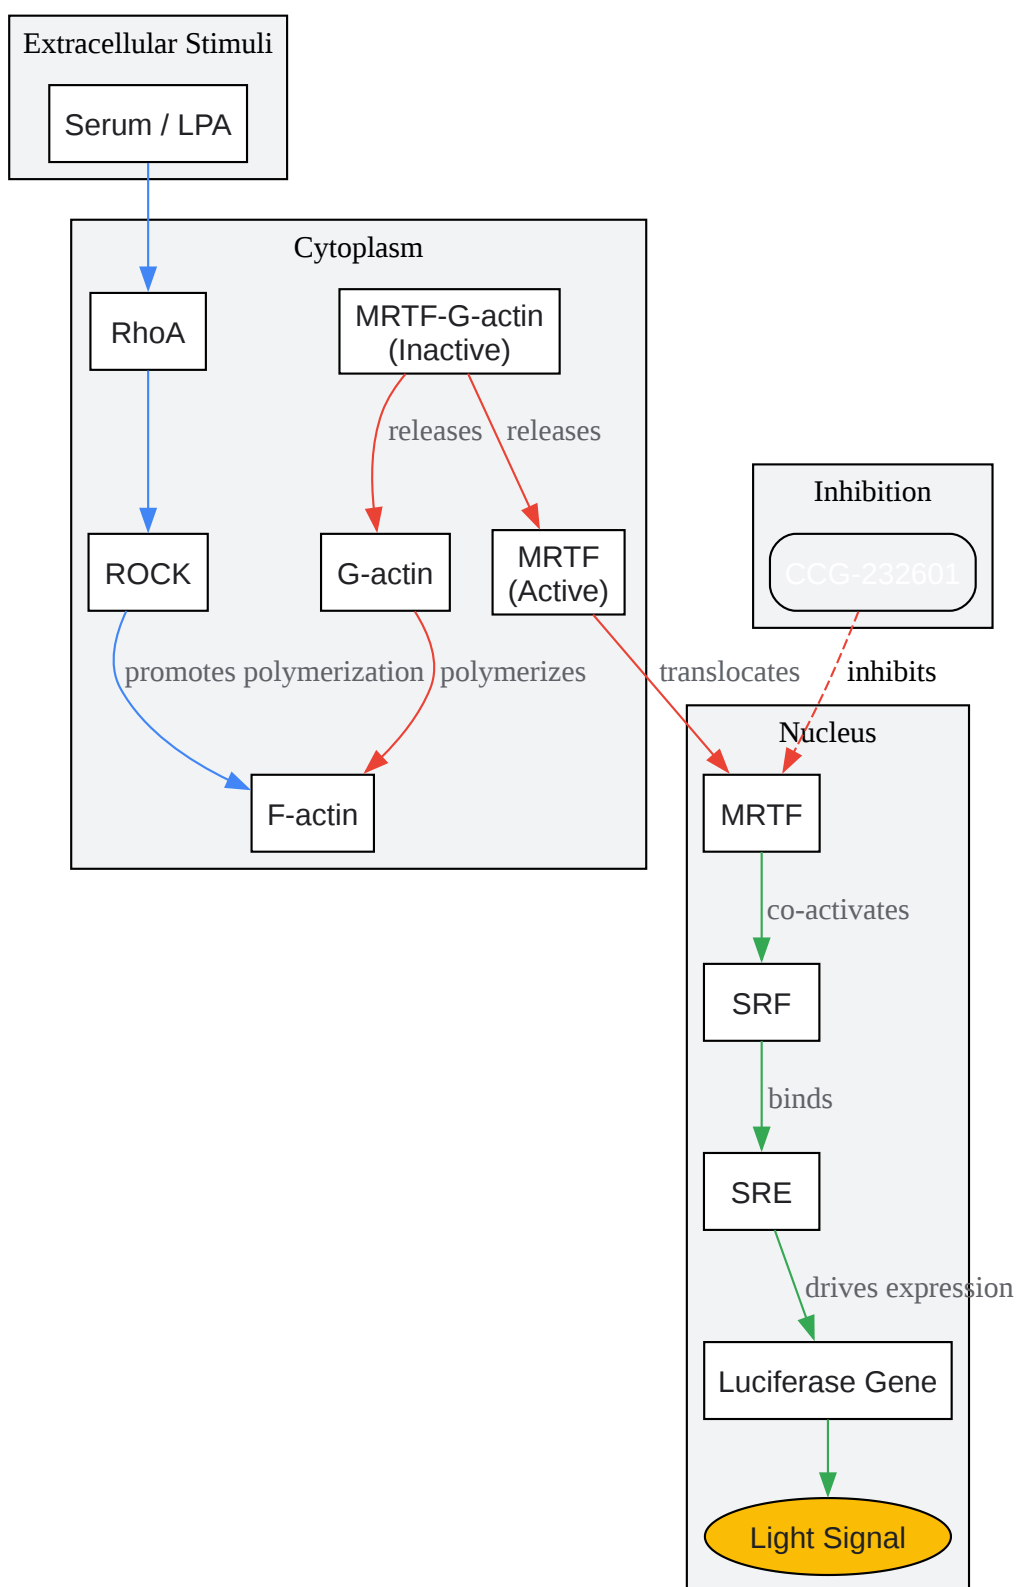 Extracellular Stimuli
Serum / LPA
Cytoplasm
RhoA
MRTF-G-actin
(Inactive)
releases
releases
Inhibition
ROCK
G-actin
MRTF
(Active)
CCG-232601
promotes polymerization
polymerizes
translocates
inhibits
Nucleus
F-actin
MRTF
co-activates
SRF
binds
SRE
drives expression
Luciferase Gene
Light Signal